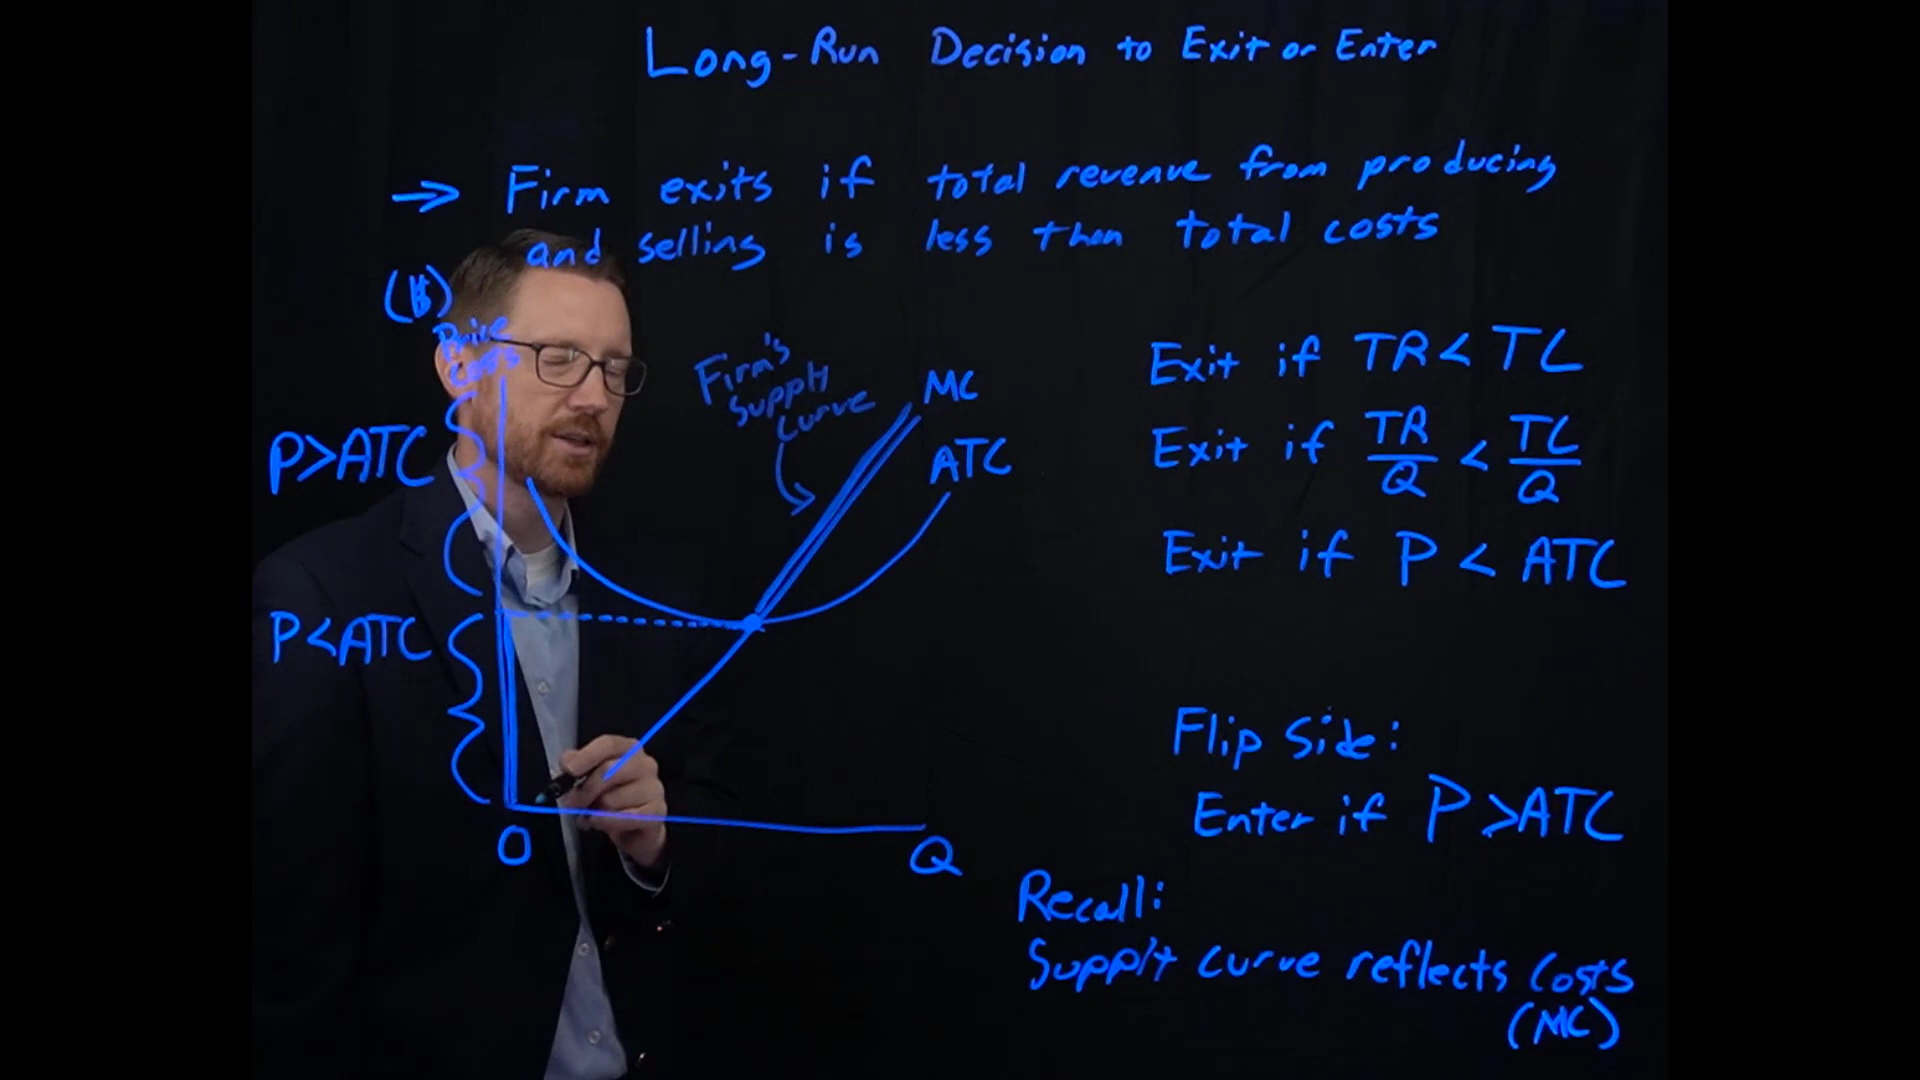 Long-Run Decision to Exit or Enter
→ Firm exits if total revenue from producing
and selling is less than total costs
($)
Price
Costs
P>ATC
P<ATC
Firm's
Supply
Curve
MC
ATC
O
Q
Exit if TR < TC
Exit if TR/Q < TC/Q
Exit if P < ATC
Flip Side:
Enter if P >ATC
Recall:
Supply curve reflects Costs
(MC)